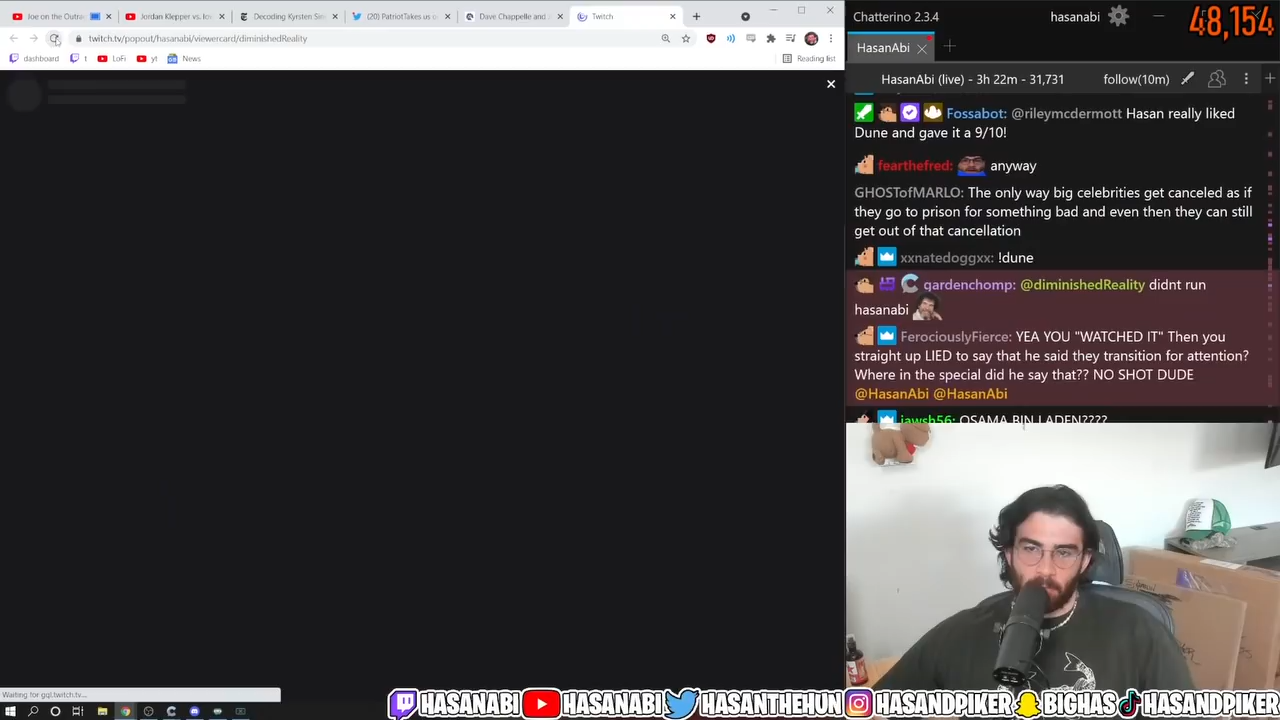 Joe on the Outra
Jordan Klepper vs. Iow
Decoding Kyrsten Sin
(20) PatriotTakes us o
Dave Chappelle and
Twitch
twitch.tv/popout/hasanabi/viewercard/diminishedReality
dashboard
t
LoFi
y!
News
Reading list
Waiting for gql.twitch.tv...
Chatterino 2.3.4
hasanabi
48,154
HasanAbi
HasanAbi (live) - 3h 22m - 31,731
follow(10m)
Fossabot: @rileymcdermott Hasan really liked
Dune and gave it a 9/10!
fearthefred: anyway
GHOSTofMARLO: The only way big celebrities get canceled as if
they go to prison for something bad and even then they can still
get out of that cancellation
xxnatedoggxx: !dune
qardenchomp: @diminishedReality didnt run
hasanabi
FerociouslyFierce: YEA YOU "WATCHED IT" Then you
straight up LIED to say that he said they transition for attention?
Where in the special did he say that?? NO SHOT DUDE
@HasanAbi @HasanAbi
jawsh56: OSAMA BIN LADEN????
HASANABI HASANABI HASANTHEHUN HASANDPIKER BIGHAS HASANDPIKER